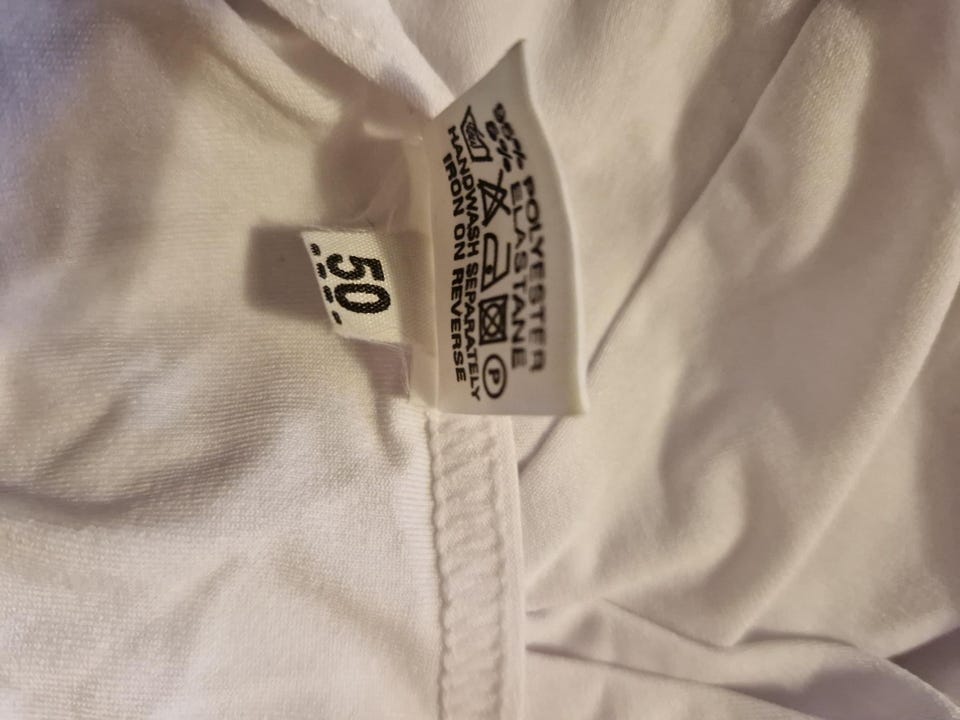 POLYESTER
ELASTANE
P
HANDWASH SEPARATELY
IRON ON REVERSE
50